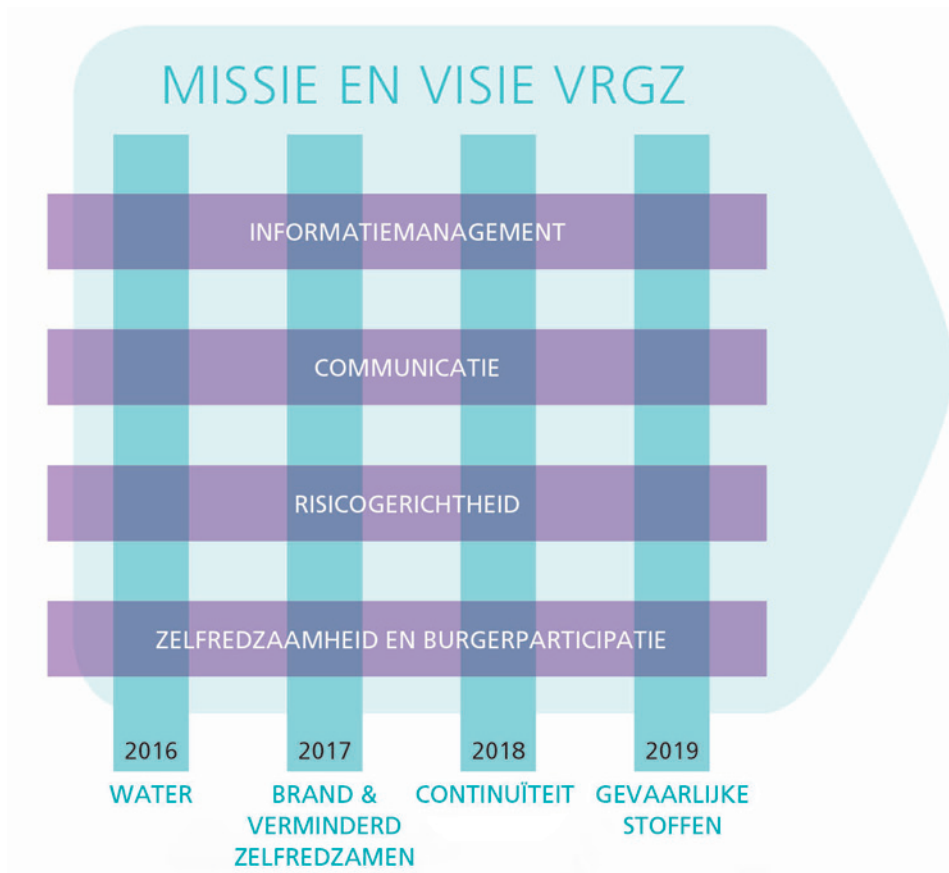 MISSIE EN VISIE VRGZ
INFORMATIEMANAGEMENT
COMMUNICATIE
RISICOGERICHTHEID
ZELFREDZAAMHEID EN BURGERPARTICIPATIE
2016
WATER
2017
BRAND &
VERMINDERD
ZELFREDZAMEN
2018
CONTINUÏTEIT
2019
GEVAARLIJKE
STOFFEN